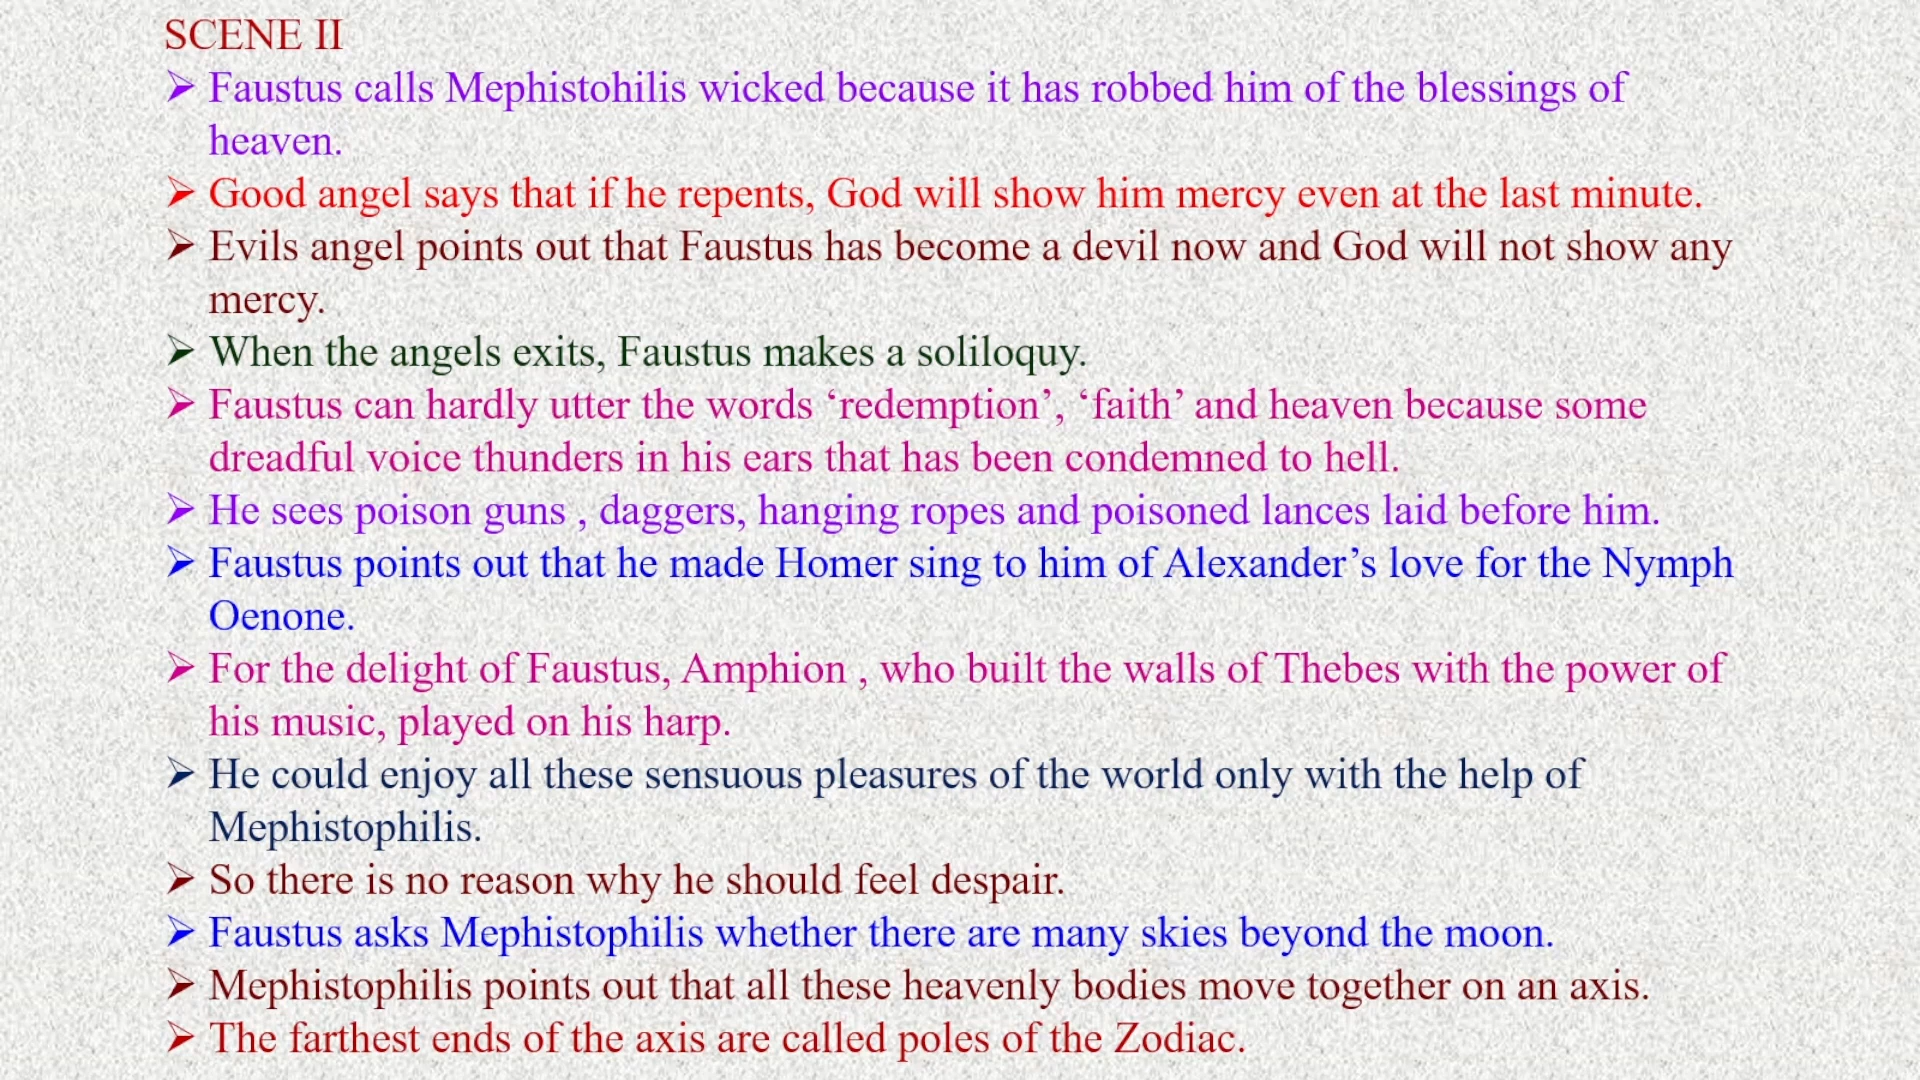 SCENE II
➢ Faustus calls Mephistohilis wicked because it has robbed him of the blessings of
heaven.
➢ Good angel says that if he repents, God will show him mercy even at the last minute.
➢ Evils angel points out that Faustus has become a devil now and God will not show any
mercy.
➢ When the angels exits, Faustus makes a soliloquy.
➢ Faustus can hardly utter the words ‘redemption’, ‘faith’ and heaven because some
dreadful voice thunders in his ears that has been condemned to hell.
➢ He sees poison guns , daggers, hanging ropes and poisoned lances laid before him.
➢ Faustus points out that he made Homer sing to him of Alexander’s love for the Nymph
Oenone.
➢ For the delight of Faustus, Amphion , who built the walls of Thebes with the power of
his music, played on his harp.
➢ He could enjoy all these sensuous pleasures of the world only with the help of
Mephistophilis.
➢ So there is no reason why he should feel despair.
➢ Faustus asks Mephistophilis whether there are many skies beyond the moon.
➢ Mephistophilis points out that all these heavenly bodies move together on an axis.
➢ The farthest ends of the axis are called poles of the Zodiac.